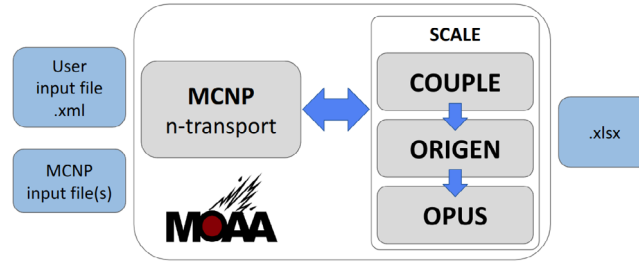 User
input file
.xml
MCNP
input file(s)
MCNP
n-transport
MOAA
SCALE
COUPLE
ORIGEN
OPUS
.xlsx